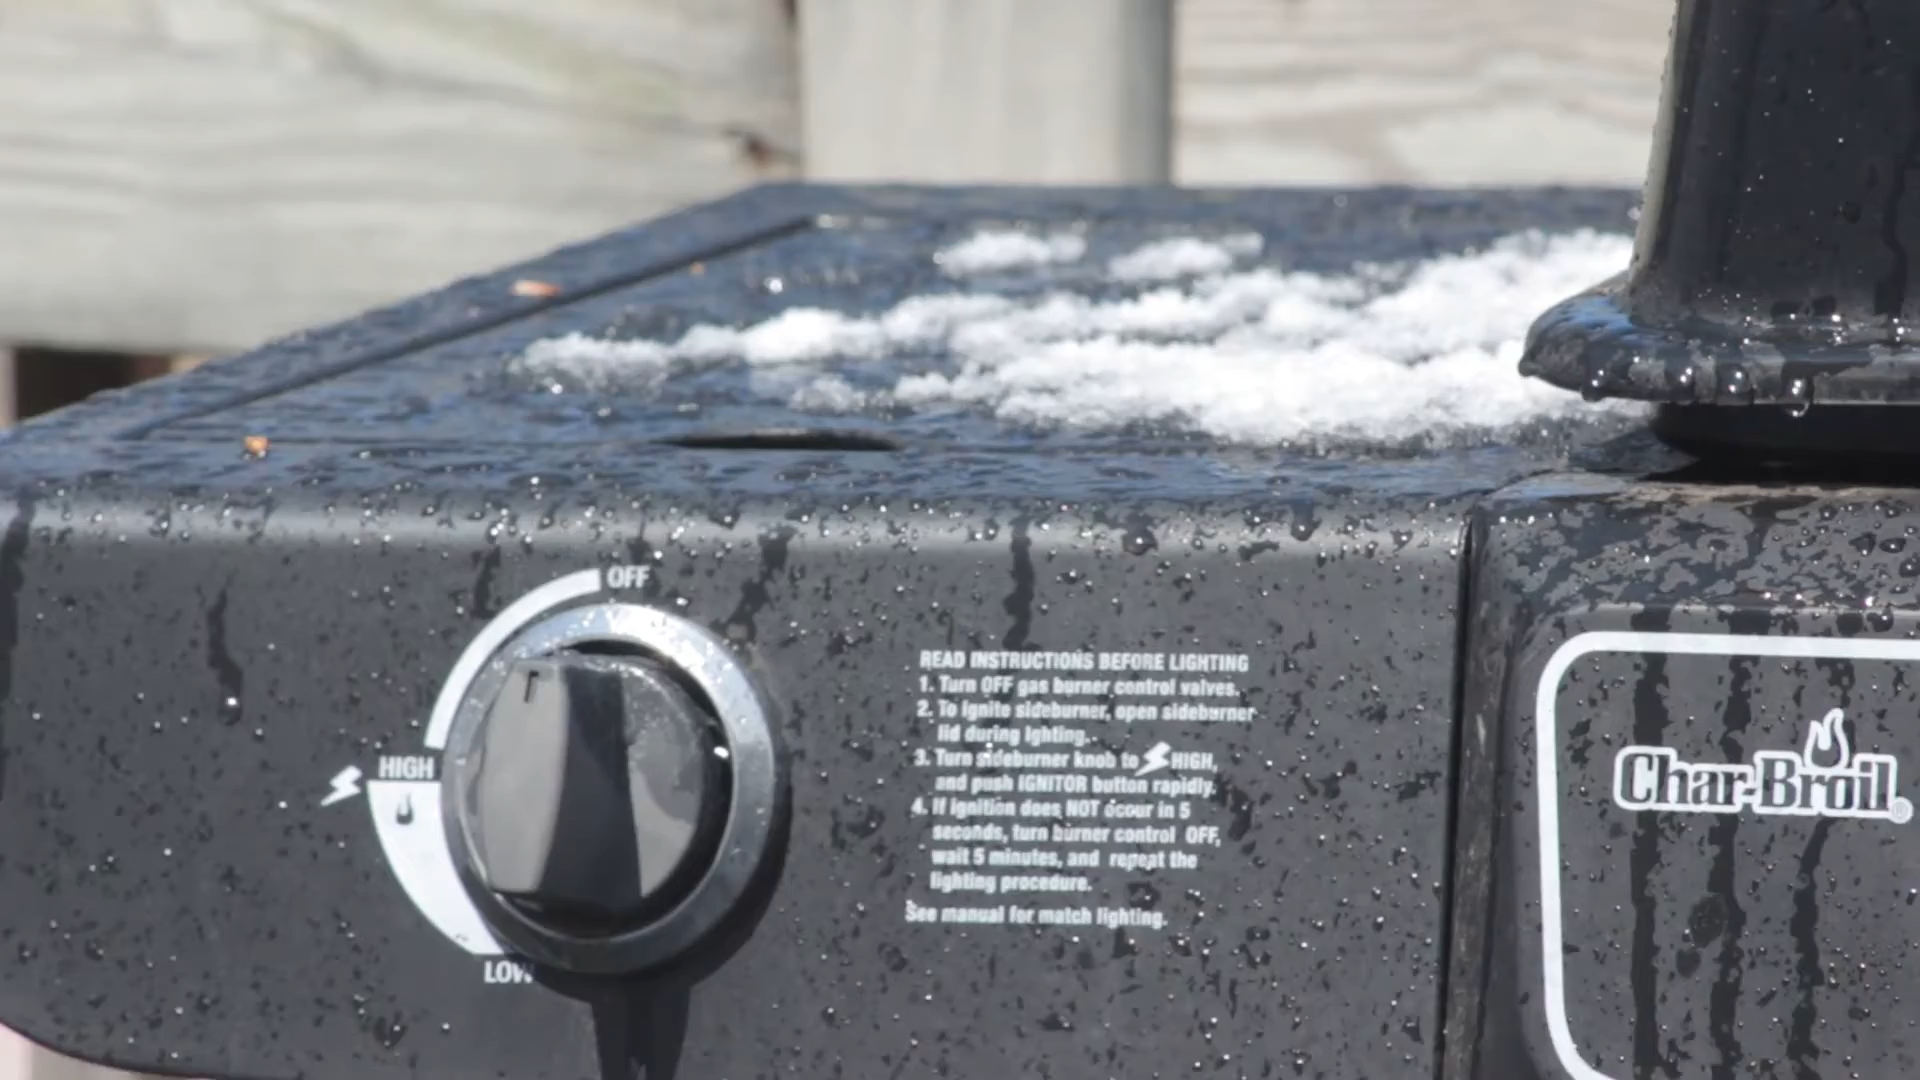 OFF
HIGH
LOW
READ INSTRUCTIONS BEFORE LIGHTING
1. Turn OFF gas burner control valves.
2. To ignite sideburner, open sideburner
lid during lghting.
3. Turn sideburner knob to HIGH,
and push IGNITOR button rapidly.
4. If ignition does NOT occur in 5
seconds, turn burner control OFF,
wait 5 minutes, and repeat the
lighting procedure.
See manual for match lighting.
Char-Broil®